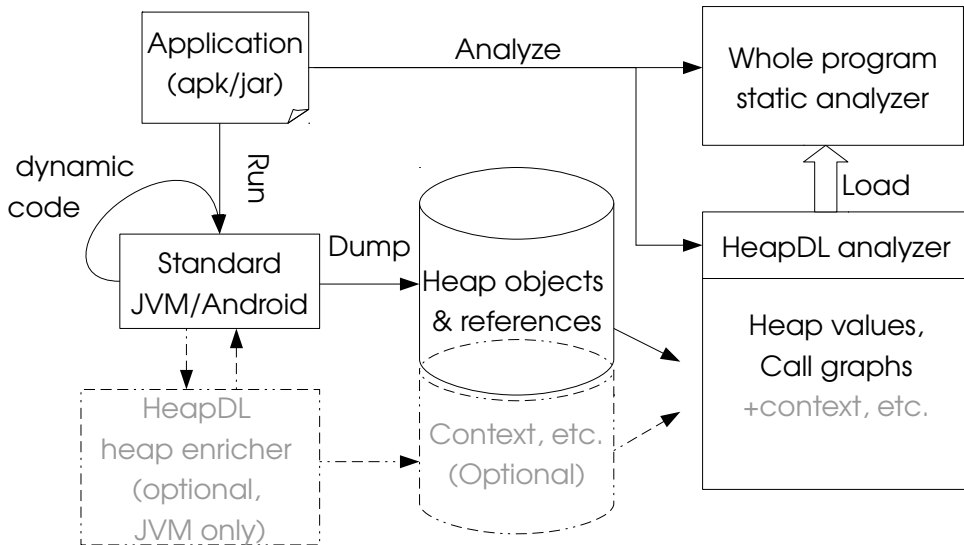 Application
(apk/jar)
Analyze
Whole program
static analyzer
dynamic
code
Run
Load
Standard
JVM/Android
Dump
Heap objects
& references
HeapDL analyzer
Heap values,
Call graphs
+context, etc.
HeapDL
heap enricher
(optional,
JVM only)
Context, etc.
(Optional)